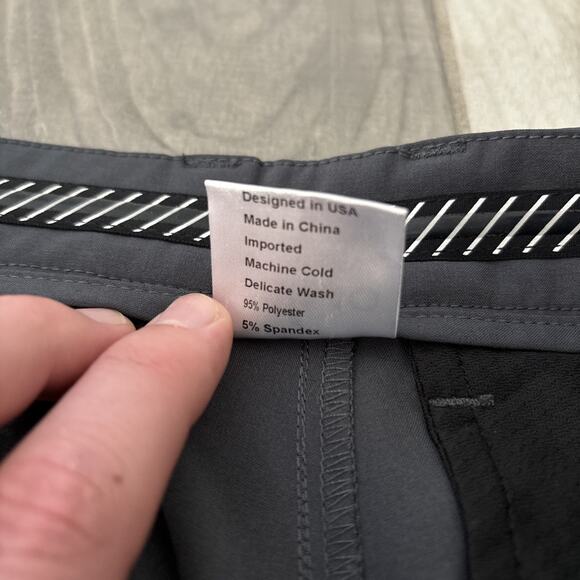 Designed in USA
Made in China
Imported
Machine Cold
Delicate Wash
95% Polyester
5% Spandex